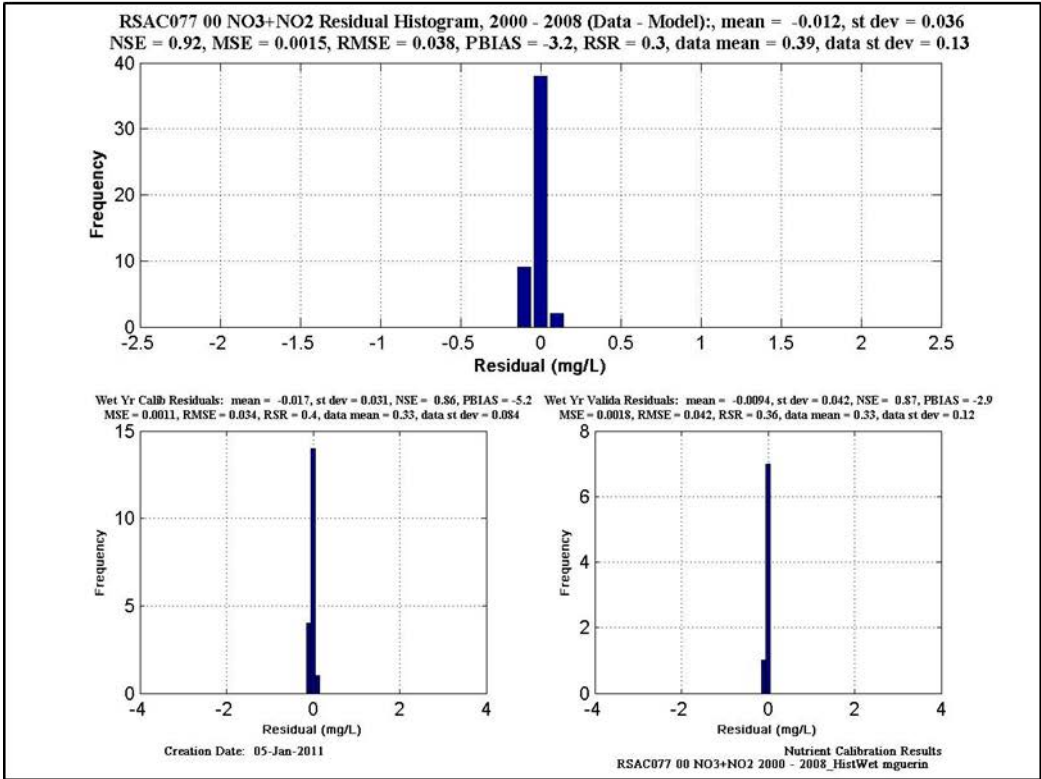 RSAC077 00 NO3+NO2 Residual Histogram, 2000 - 2008 (Data - Model):, mean = -0.012, st dev = 0.036
NSE = 0.92, MSE = 0.0015, RMSE = 0.038, PBIAS = -3.2, RSR = 0.3, data mean = 0.39, data st dev = 0.13
40
30
20
10
0
Frequency
-2.5 -2 -1.5 -1 -0.5 0 0.5 1 1.5 2 2.5
Residual (mg/L)
Wet Yr Calib Residuals: mean = -0.017, st dev = 0.031, NSE = 0.86, PBIAS = -5.2
MSE = 0.0011, RMSE = 0.034, RSR = 0.4, data mean = 0.33, data st dev = 0.084
15
10
5
0
Frequency
-4 -2 0 2 4
Residual (mg/L)
Creation Date: 05-Jan-2011
Wet Yr Valida Residuals: mean = -0.0094, st dev = 0.042, NSE = 0.87, PBIAS = -2.9
MSE = 0.0018, RMSE = 0.042, RSR = 0.36, data mean = 0.33, data st dev = 0.12
8
6
4
2
0
Frequency
-4 -2 0 2 4
Residual (mg/L)
Nutrient Calibration Results
RSAC077 00 NO3+NO2 2000 - 2008_HistWet mguerin